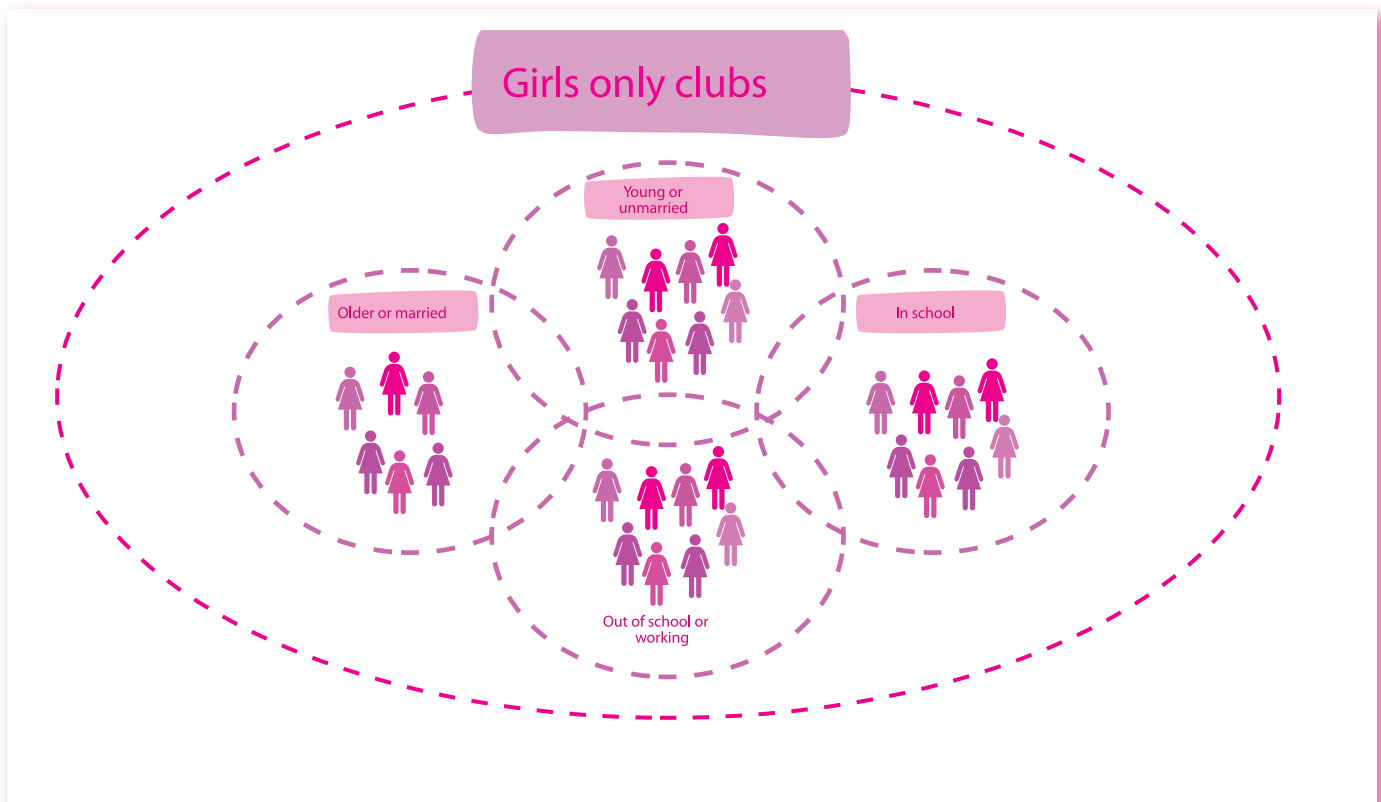 Girls only clubs
Young or
unmarried
Older or married
In school
Out of school or
working